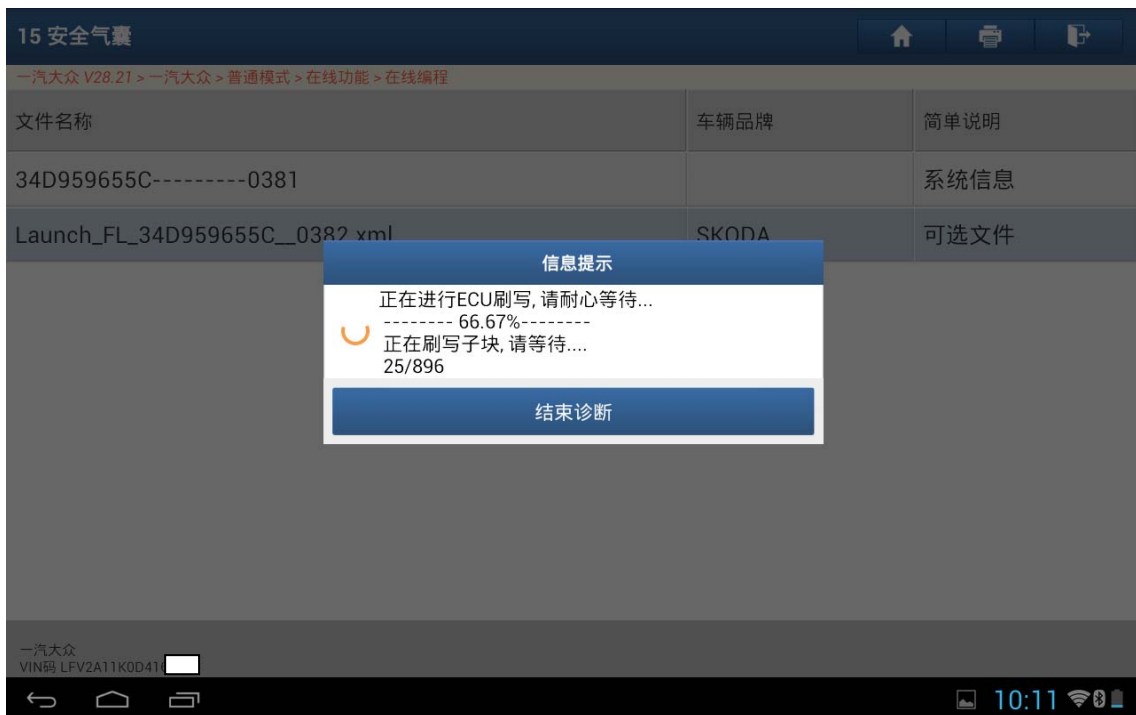 15 安全气囊
一汽大众 V28.21 > 一汽大众 > 普通模式 > 在线功能 > 在线编程
文件名称 车辆品牌 简单说明
34D959655C---------0381 系统信息
Launch_FL_34D959655C__0382.xml SKODA 可选文件
信息提示
正在进行ECU刷写, 请耐心等待...
-------- 66.67%--------
正在刷写子块, 请等待....
25/896
结束诊断
一汽大众
VIN码 LFV2A11K0D41
10:11